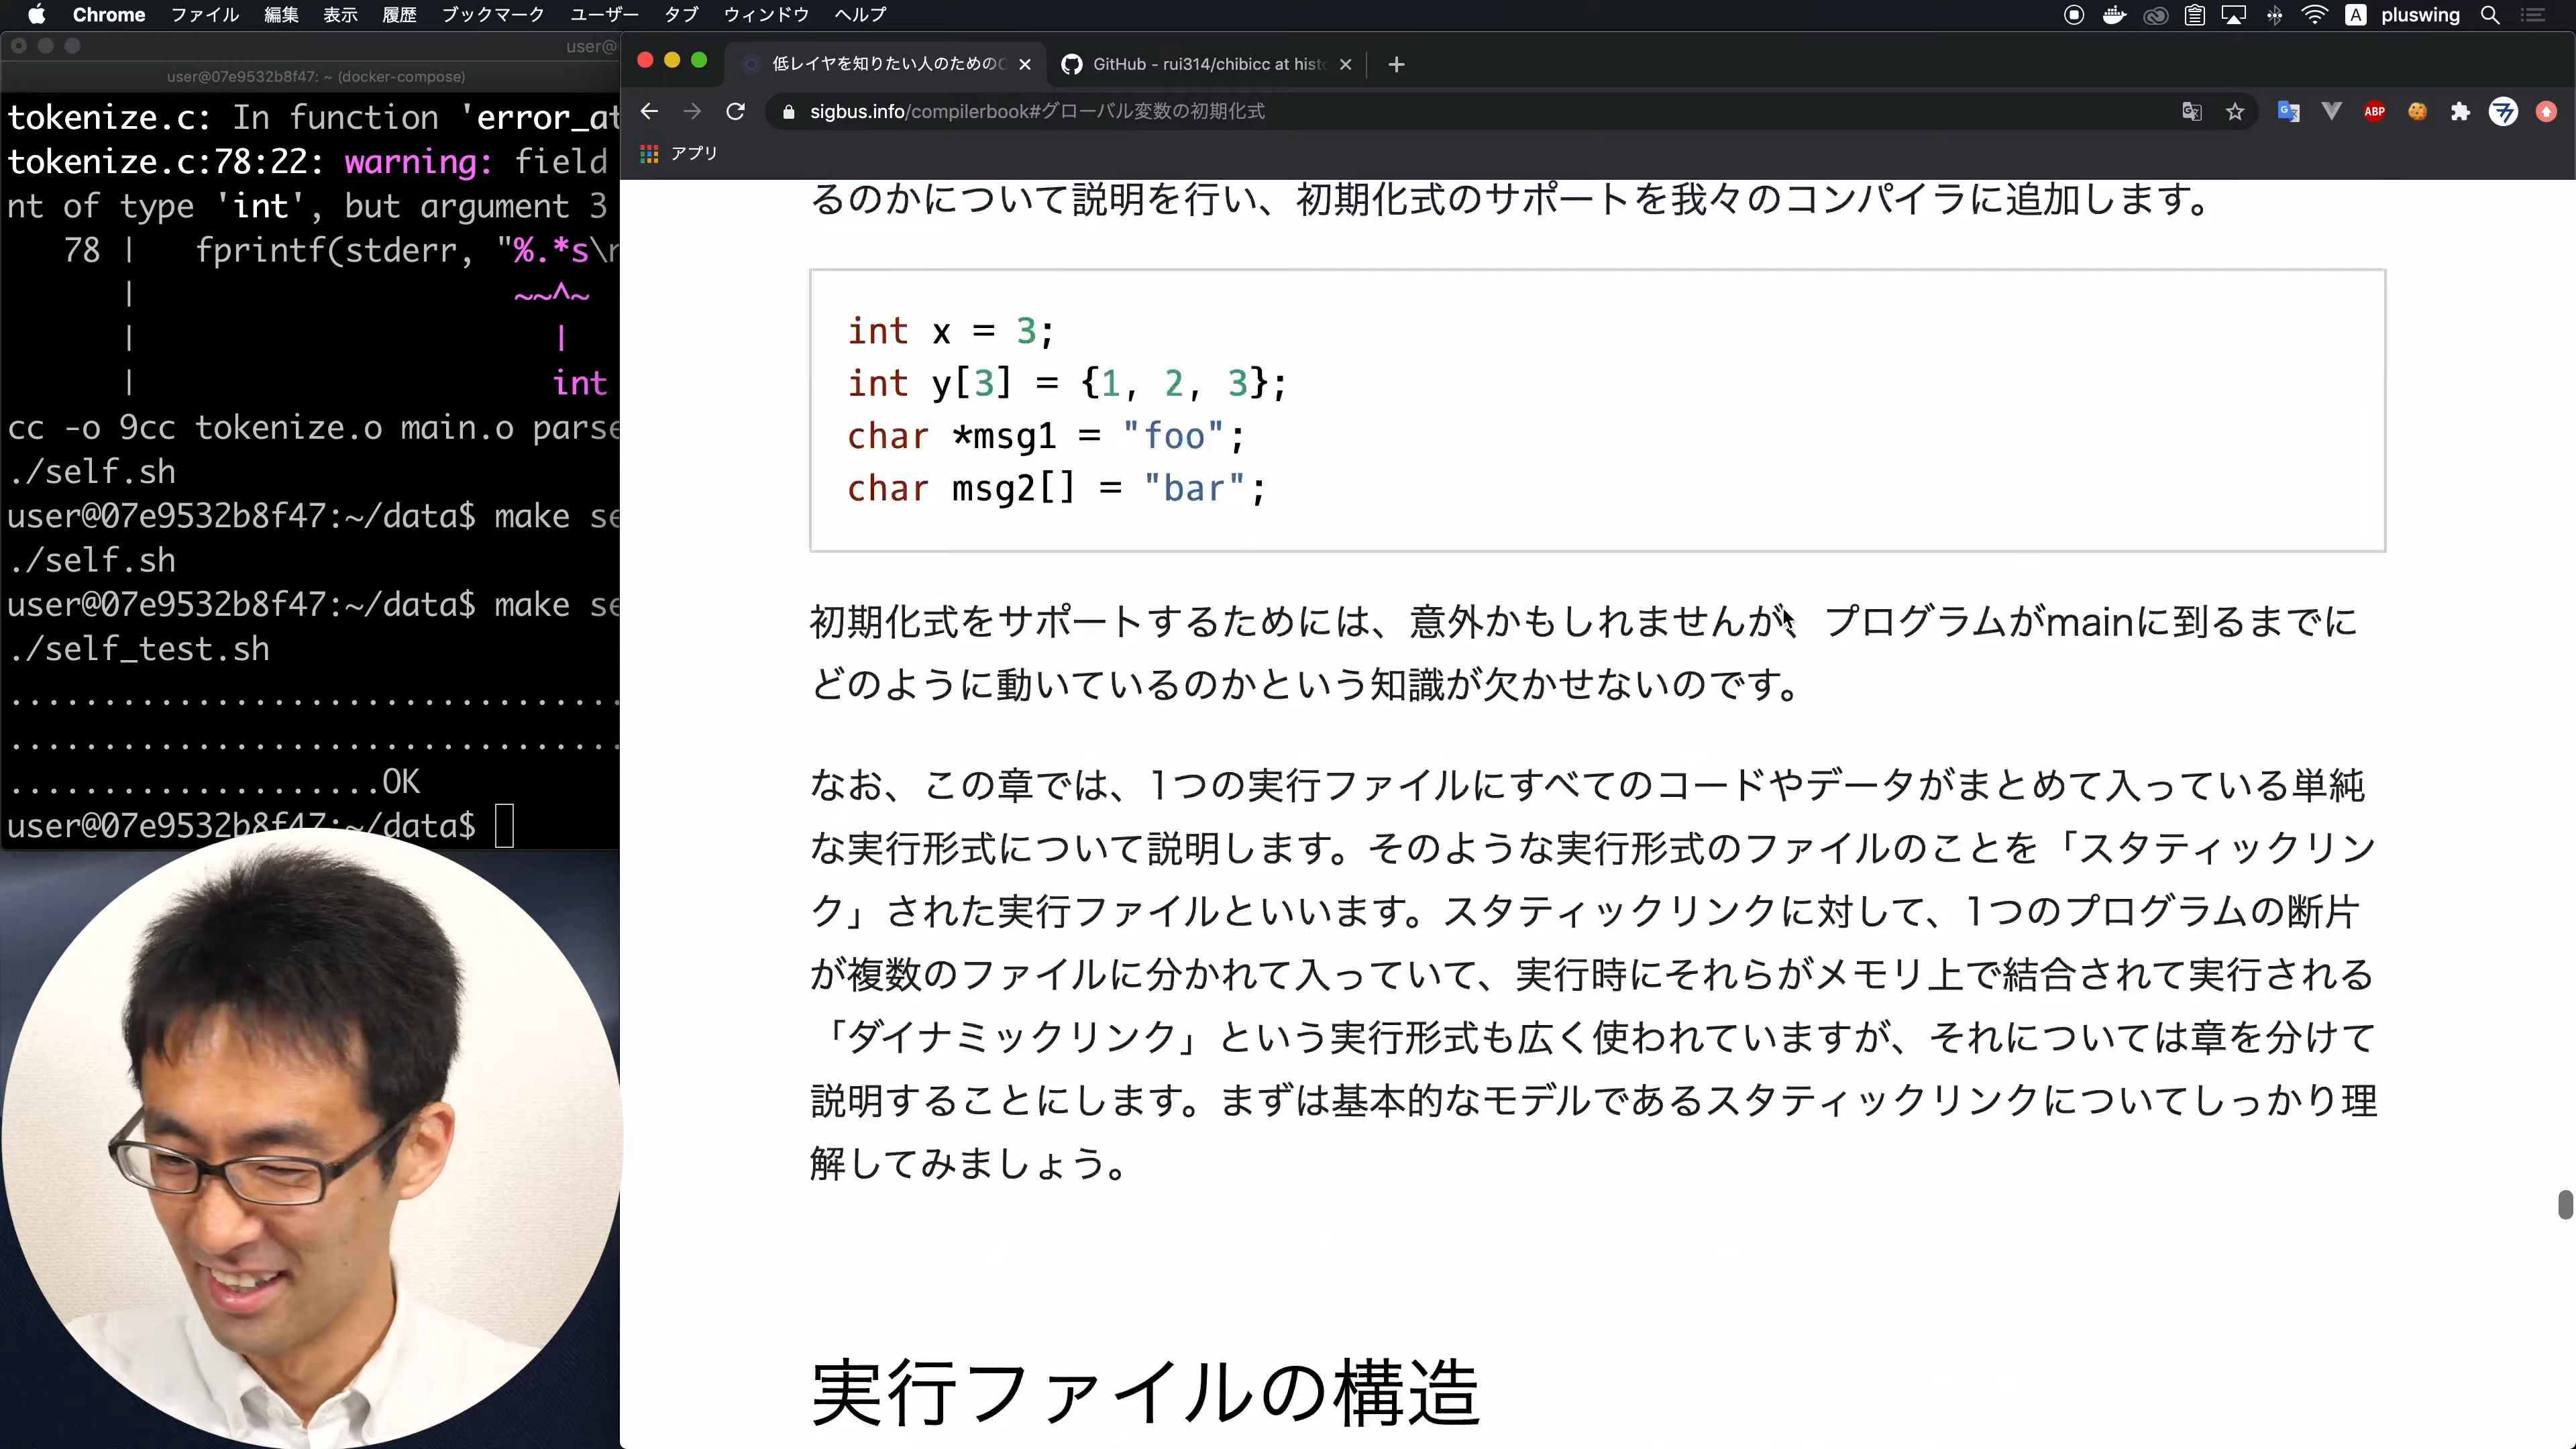 Chrome ファイル 編集 表示 履歴 ブックマーク ユーザー タブ ウィンドウ ヘルプ
A pluswing
user@
user@07e9532b8f47: ~ (docker-compose)
tokenize.c: In function 'error_at
tokenize.c:78:22: warning: field
nt of type 'int', but argument 3
78 | fprintf(stderr, "%.*s\n
| ~~^~
| |
| int
cc -o 9cc tokenize.o main.o parse
./self.sh
user@07e9532b8f47:~/data$ make se
./self.sh
user@07e9532b8f47:~/data$ make se
./self_test.sh
....................................
....................................
....................OK
user@07e9532b8f47:~/data$
低レイヤを知りたい人のためのC
GitHub - rui314/chibicc at histo
sigbus.info/compilerbook#グローバル変数の初期化式
ABP
アプリ
るのかについて説明を行い、初期化式のサポートを我々のコンパイラに追加します。
int x = 3;
int y[3] = {1, 2, 3};
char *msg1 = "foo";
char msg2[] = "bar";
初期化式をサポートするためには、意外かもしれませんが、プログラムがmainに到るまでに
どのように動いているのかという知識が欠かせないのです。
なお、この章では、1つの実行ファイルにすべてのコードやデータがまとめて入っている単純
な実行形式について説明します。そのような実行形式のファイルのことを「スタティックリン
ク」された実行ファイルといいます。スタティックリンクに対して、1つのプログラムの断片
が複数のファイルに分かれて入っていて、実行時にそれらがメモリ上で結合されて実行される
「ダイナミックリンク」という実行形式も広く使われていますが、それについては章を分けて
説明することにします。まずは基本的なモデルであるスタティックリンクについてしっかり理
解してみましょう。
実行ファイルの構造